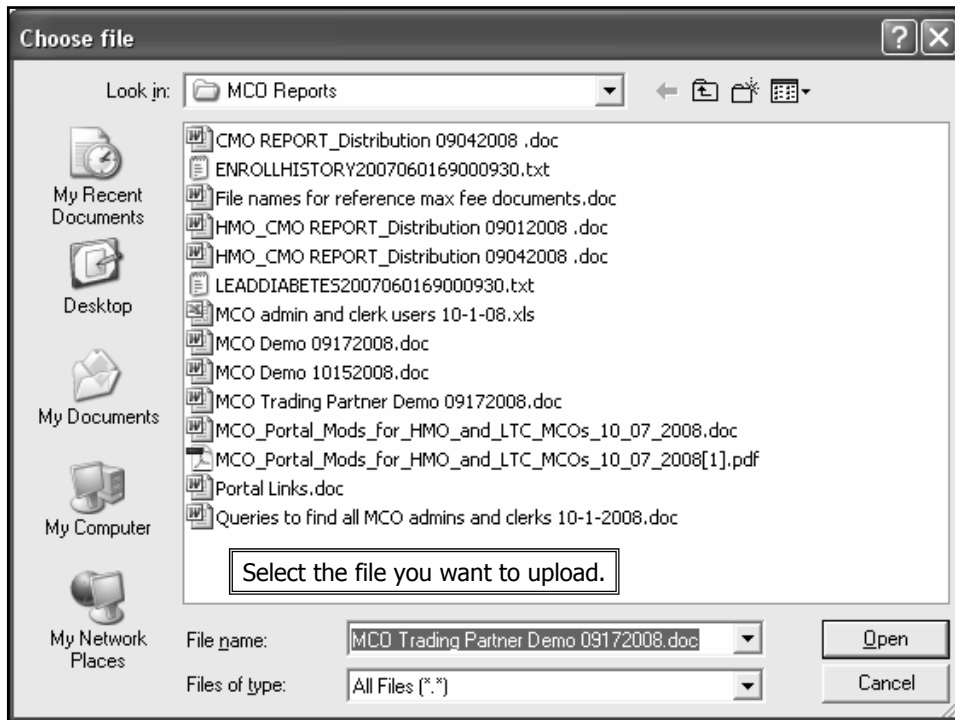 Choose file
Look in:
MCO Reports
My Recent
Documents
Desktop
My Documents
My Computer
My Network
Places
CMO REPORT_Distribution 09042008 .doc
ENROLLHISTORY2007060169000930.txt
File names for reference max fee documents.doc
HMO_CMO REPORT_Distribution 09012008 .doc
HMO_CMO REPORT_Distribution 09042008 .doc
LEADDIABETES2007060169000930.txt
MCO admin and clerk users 10-1-08.xls
MCO Demo 09172008.doc
MCO Demo 10152008.doc
MCO Trading Partner Demo 09172008.doc
MCO_Portal_Mods_for_HMO_and_LTC_MCOs_10_07_2008.doc
MCO_Portal_Mods_for_HMO_and_LTC_MCOs_10_07_2008[1].pdf
Portal Links.doc
Queries to find all MCO admins and clerks 10-1-2008.doc
Select the file you want to upload.
File name:
MCO Trading Partner Demo 09172008.doc
Open
Files of type:
All Files (*.*)
Cancel